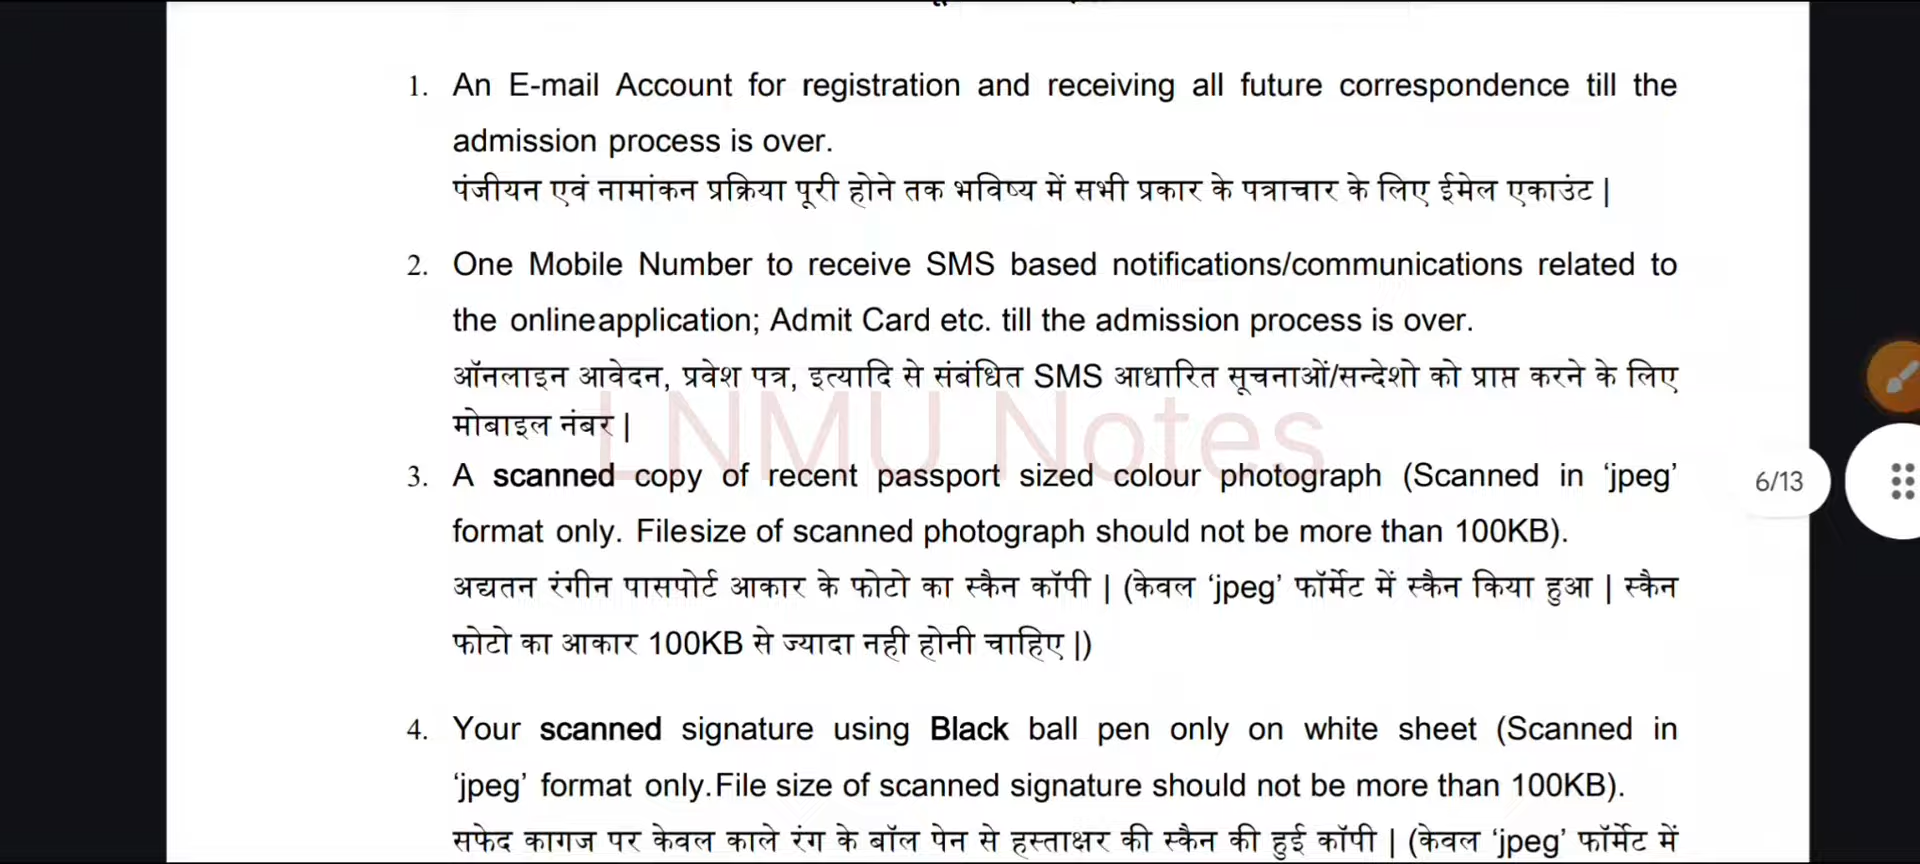 1. An E-mail Account for registration and receiving all future correspondence till the
admission process is over.
पंजीयन एवं नामांकन प्रक्रिया पूरी होने तक भविष्य में सभी प्रकार के पत्राचार के लिए ईमेल एकाउंट |
2. One Mobile Number to receive SMS based notifications/communications related to
the onlineapplication; Admit Card etc. till the admission process is over.
ऑनलाइन आवेदन, प्रवेश पत्र, इत्यादि से संबंधित SMS आधारित सूचनाओं/सन्देशो को प्राप्त करने के लिए
मोबाइल नंबर |
LNMU Notes
3. A scanned copy of recent passport sized colour photograph (Scanned in ‘jpeg’
6/13
format only. Filesize of scanned photograph should not be more than 100KB).
अद्यतन रंगीन पासपोर्ट आकार के फोटो का स्कैन कॉपी | (केवल ‘jpeg’ फॉर्मेट में स्कैन किया हुआ | स्कैन
फोटो का आकार 100KB से ज्यादा नही होनी चाहिए |)
4. Your scanned signature using Black ball pen only on white sheet (Scanned in
‘jpeg’ format only.File size of scanned signature should not be more than 100KB).
सफेद कागज पर केवल काले रंग के बॉल पेन से हस्ताक्षर की स्कैन की हुई कॉपी | (केवल ‘jpeg’ फॉर्मेट में